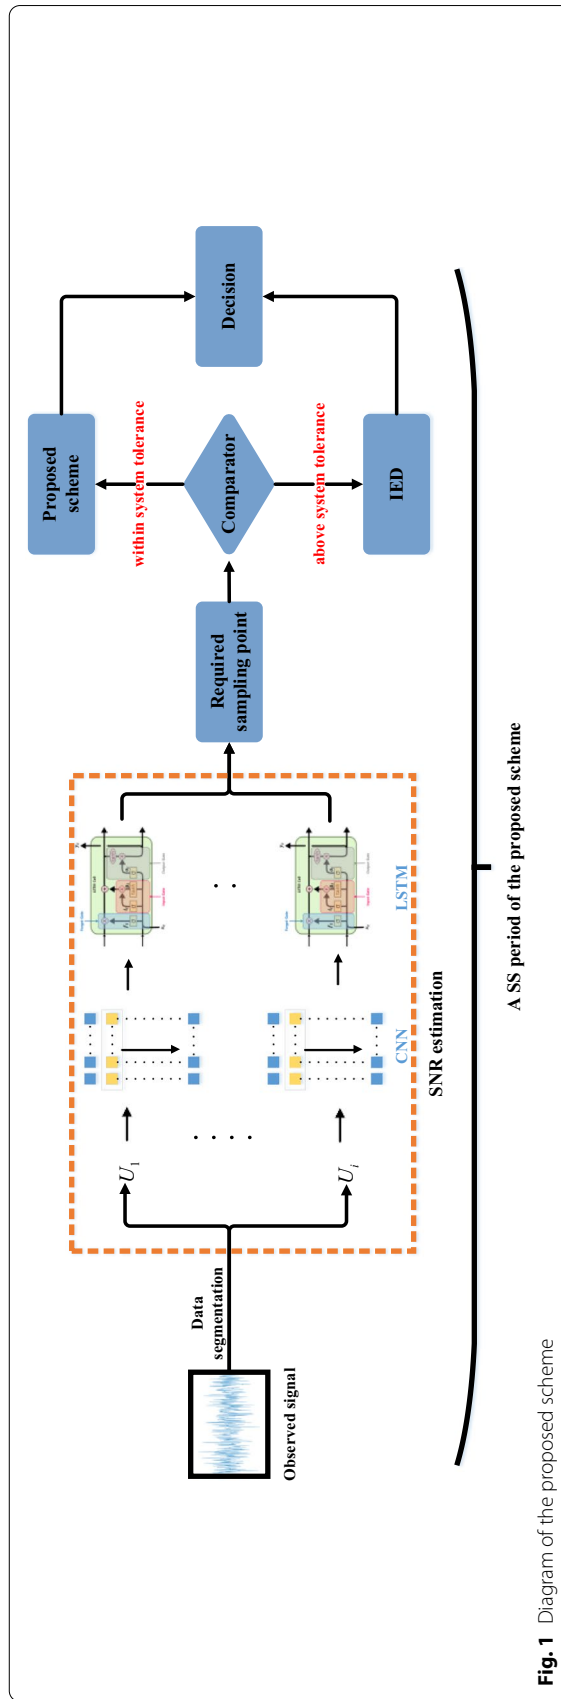 Observed signal
Data
segmentation
U1
Ui
CNN
LSTM
SNR estimation
Required
sampling point
Comparator
within system tolerance
above system tolerance
Proposed
scheme
IED
Decision
A SS period of the proposed scheme
Fig. 1 Diagram of the proposed scheme